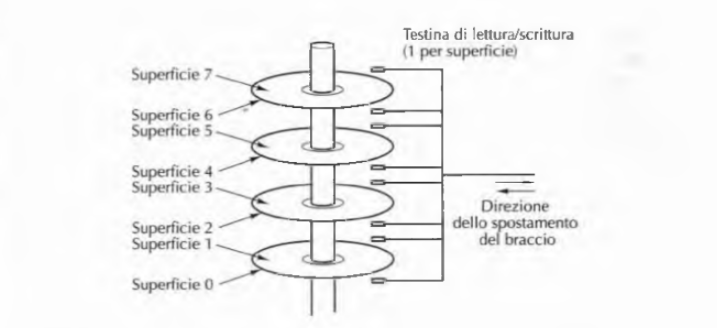 Testina di lettura/scrittura
(1 per superficie)
Superficie 7
Superficie 6
Superficie 5
Superficie 4
Superficie 3
Superficie 2
Superficie 1
Superficie 0
Direzione
dello spostamento
del braccio